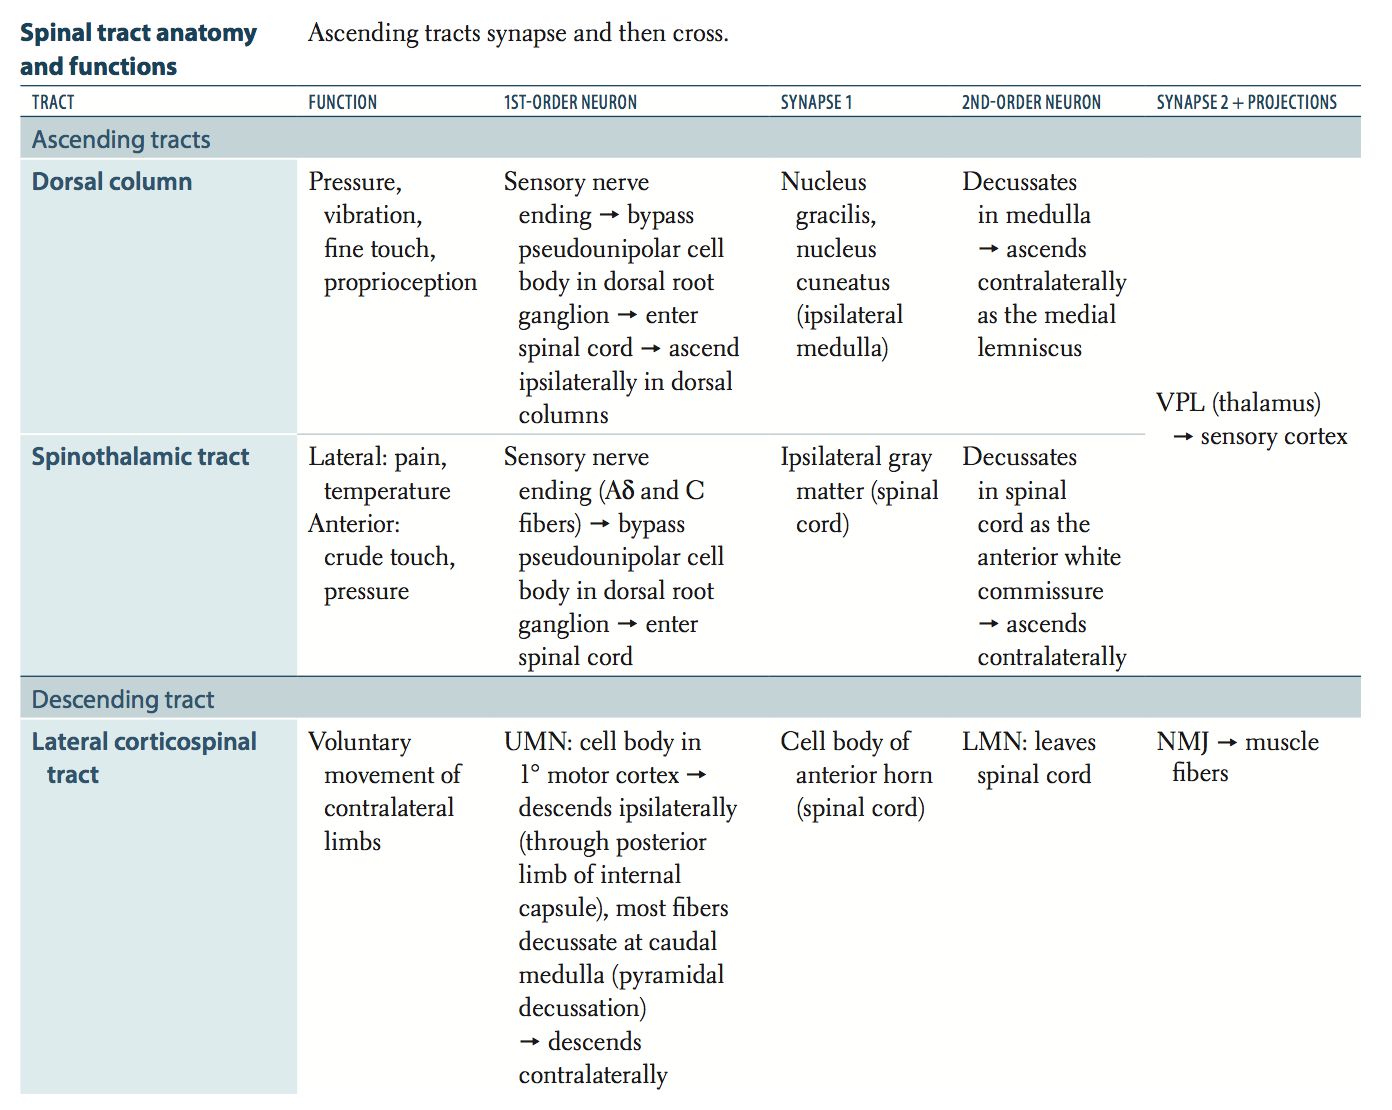 Spinal tract anatomy
and functions
Ascending tracts synapse and then cross.
TRACT
FUNCTION
1ST-ORDER NEURON
SYNAPSE 1
2ND-ORDER NEURON
SYNAPSE 2 + PROJECTIONS
Ascending tracts
Dorsal column
Pressure,
vibration,
fine touch,
proprioception
Sensory nerve
ending → bypass
pseudounipolar cell
body in dorsal root
ganglion → enter
spinal cord → ascend
ipsilaterally in dorsal
columns
Nucleus
gracilis,
nucleus
cuneatus
(ipsilateral
medulla)
Decussates
in medulla
→ ascends
contralaterally
as the medial
lemniscus
VPL (thalamus)
→ sensory cortex
Spinothalamic tract
Lateral: pain,
temperature
Anterior:
crude touch,
pressure
Sensory nerve
ending (Aδ and C
fibers) → bypass
pseudounipolar cell
body in dorsal root
ganglion → enter
spinal cord
Ipsilateral gray
matter (spinal
cord)
Decussates
in spinal
cord as the
anterior white
commissure
→ ascends
contralaterally
Descending tract
Lateral corticospinal
tract
Voluntary
movement of
contralateral
limbs
UMN: cell body in
1° motor cortex →
descends ipsilaterally
(through posterior
limb of internal
capsule), most fibers
decussate at caudal
medulla (pyramidal
decussation)
→ descends
contralaterally
Cell body of
anterior horn
(spinal cord)
LMN: leaves
spinal cord
NMJ → muscle
fibers